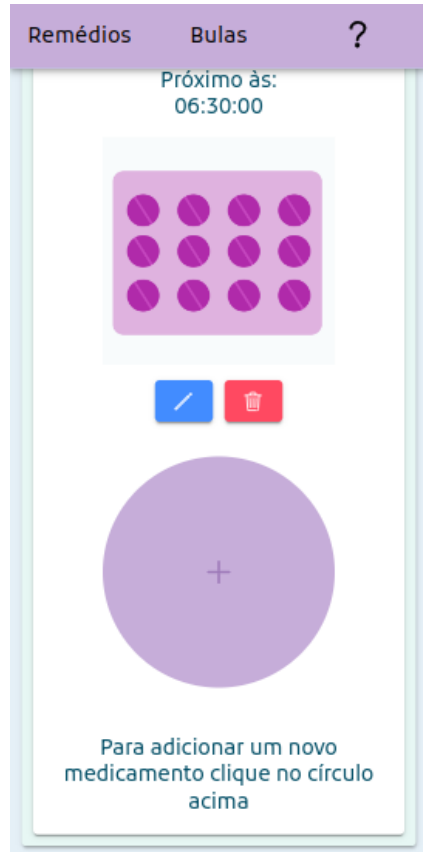 Remédios Bulas ?
Próximo às:
06:30:00
+
Para adicionar um novo
medicamento clique no círculo
acima